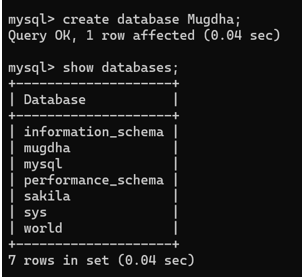 mysql> create database Mugdha;
Query OK, 1 row affected (0.04 sec)
mysql> show databases;
+--------------------+
| Database           |
+--------------------+
| information_schema |
| mugdha             |
| mysql              |
| performance_schema |
| sakila             |
| sys                |
| world              |
+--------------------+
7 rows in set (0.04 sec)